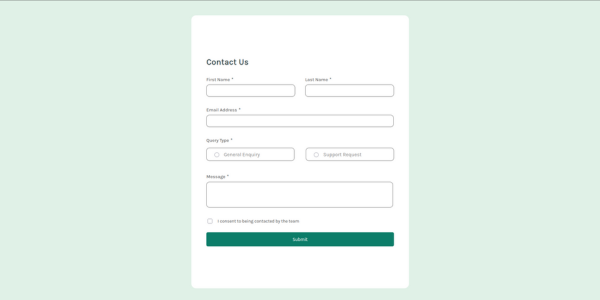 Contact Us
First Name *
Last Name *
Email Address *
Query Type *
General Enquiry
Support Request
Message *
I consent to being contacted by the team
Submit